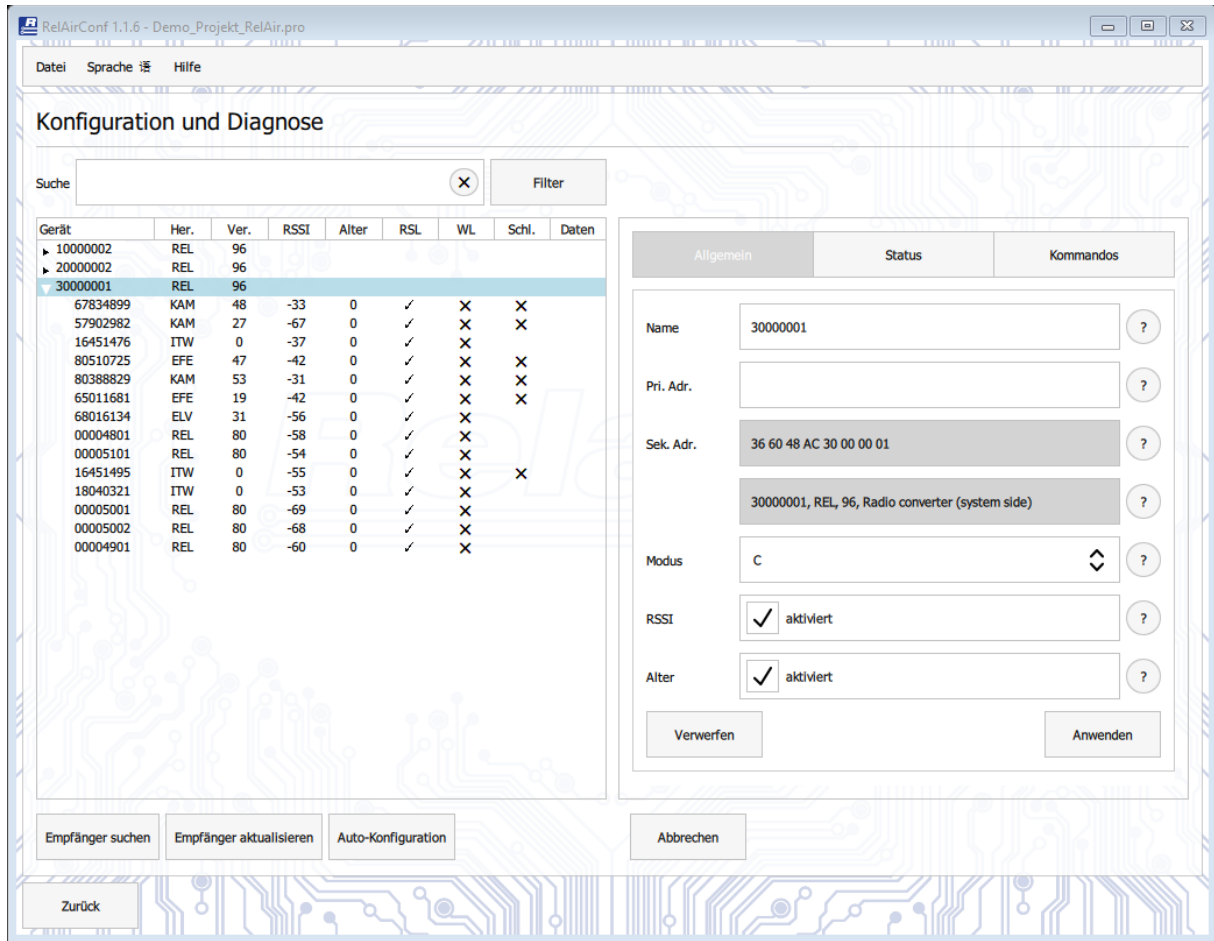 RelAirConf 1.1.6 - Demo_Projekt_RelAir.pro
Datei Sprache 语 Hilfe
Konfiguration und Diagnose
Suche Filter
Gerät Her. Ver. RSSI Alter RSL WL Schl. Daten
10000002 REL 96
20000002 REL 96
30000001 REL 96
67834899 KAM 48 -33 0 ✓ ✕ ✕
57902982 KAM 27 -67 0 ✓ ✕ ✕
16451476 ITW 0 -37 0 ✓ ✕
80510725 EFE 47 -42 0 ✓ ✕ ✕
80388829 KAM 53 -31 0 ✓ ✕ ✕
65011681 EFE 19 -42 0 ✓ ✕ ✕
68016134 ELV 31 -56 0 ✓ ✕
00004801 REL 80 -58 0 ✓ ✕
00005101 REL 80 -54 0 ✓ ✕
16451495 ITW 0 -55 0 ✓ ✕ ✕
18040321 ITW 0 -53 0 ✓ ✕
00005001 REL 80 -69 0 ✓ ✕
00005002 REL 80 -68 0 ✓ ✕
00004901 REL 80 -60 0 ✓ ✕
Allgemein Status Kommandos
Name 30000001 ?
Pri. Adr. ?
Sek. Adr. 36 60 48 AC 30 00 00 01 ?
30000001, REL, 96, Radio converter (system side) ?
Modus C ?
RSSI ✓ aktiviert ?
Alter ✓ aktiviert ?
Verwerfen Anwenden
Empfänger suchen Empfänger aktualisieren Auto-Konfiguration Abbrechen
Zurück